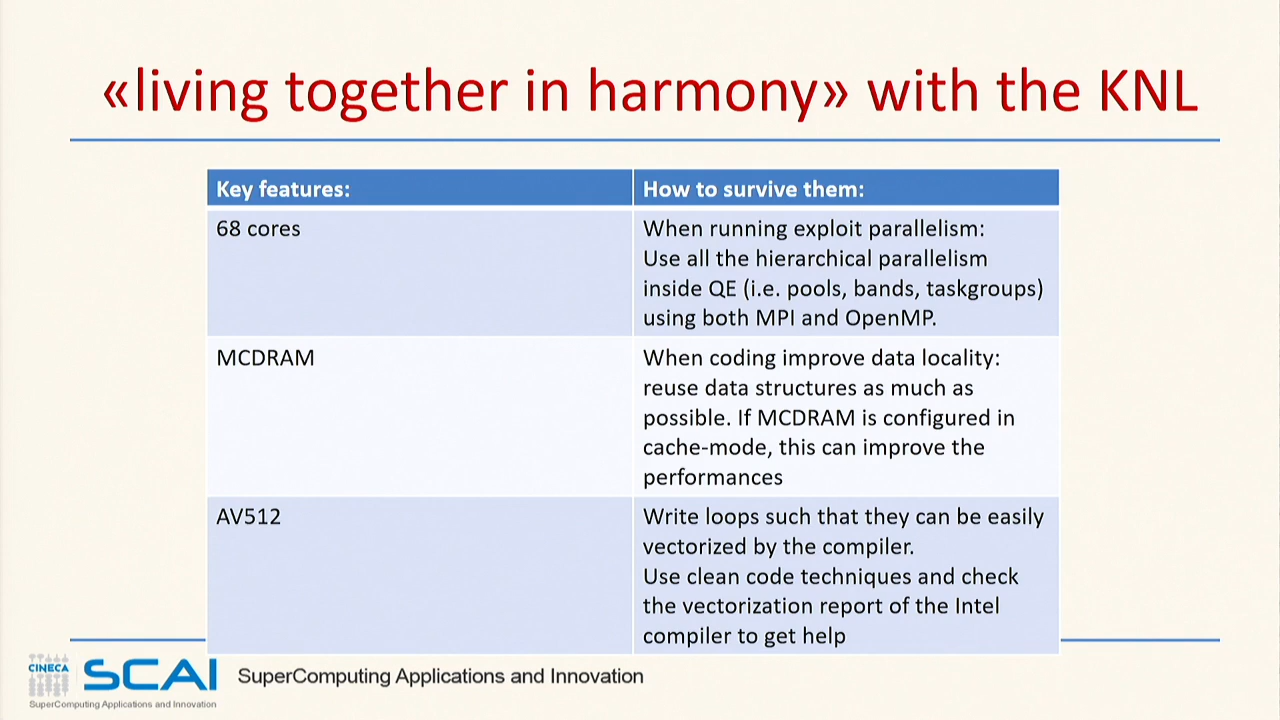 «living together in harmony» with the KNL
Key features:
How to survive them:
68 cores
When running exploit parallelism:
Use all the hierarchical parallelism
inside QE (i.e. pools, bands, taskgroups)
using both MPI and OpenMP.
MCDRAM
When coding improve data locality:
reuse data structures as much as
possible. If MCDRAM is configured in
cache-mode, this can improve the
performances
AV512
Write loops such that they can be easily
vectorized by the compiler.
Use clean code techniques and check
the vectorization report of the Intel
compiler to get help
CINECA
SCAI
SuperComputing Applications and Innovation
SuperComputing Applications and Innovation